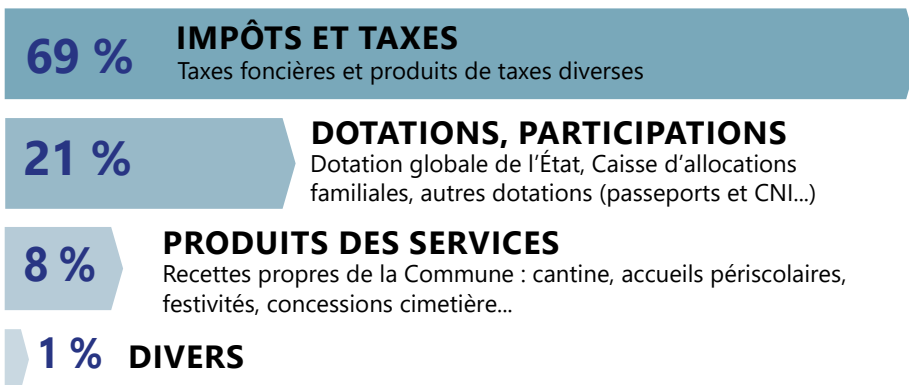 69 %
IMPÔTS ET TAXES
Taxes foncières et produits de taxes diverses
21 %
DOTATIONS, PARTICIPATIONS
Dotation globale de l’État, Caisse d’allocations
familiales, autres dotations (passeports et CNI...)
8 %
PRODUITS DES SERVICES
Recettes propres de la Commune : cantine, accueils périscolaires,
festivités, concessions cimetière...
1 % DIVERS